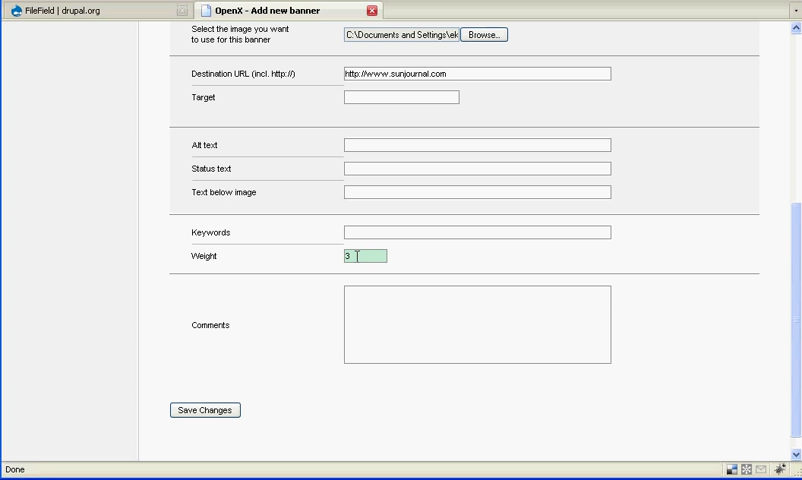 FileField | drupal.org
OpenX - Add new banner
Select the image you want
to use for this banner
C:\Documents and Settings\ek
Browse...
Destination URL (incl. http://)
http://www.sunjournal.com
Target
Alt text
Status text
Text below image
Keywords
Weight
3
Comments
Save Changes
Done